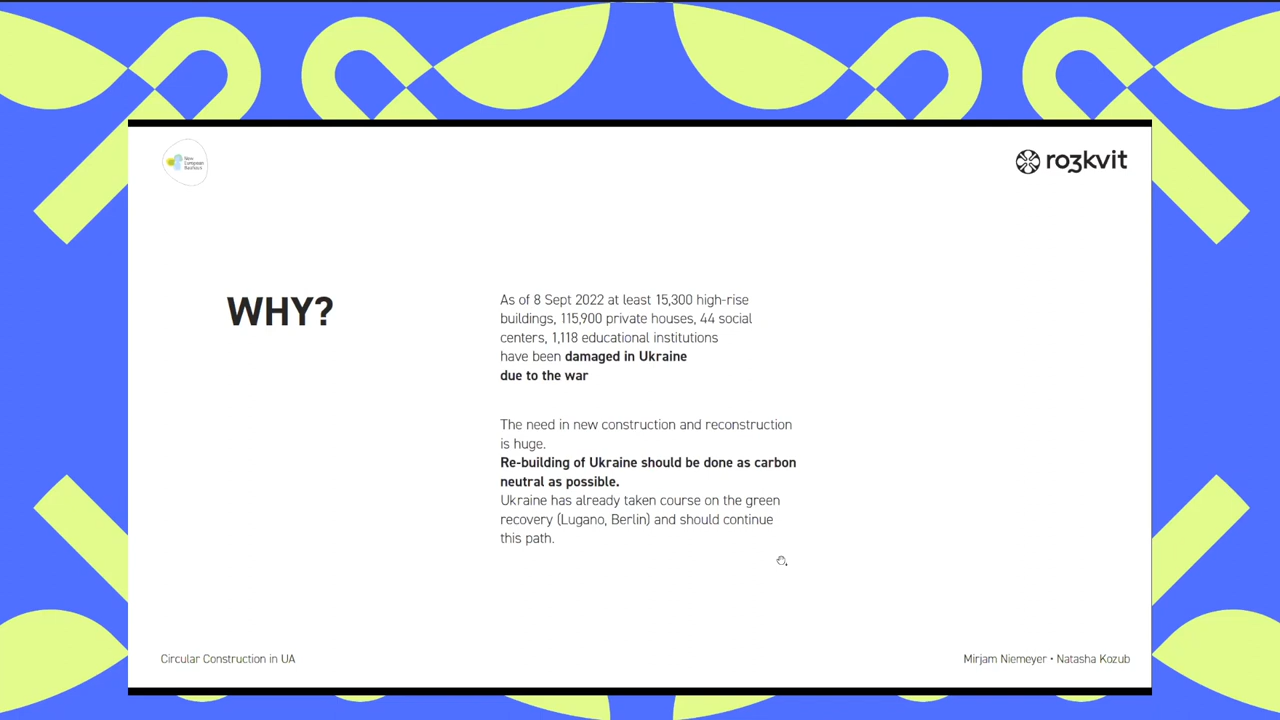 New
European
Bauhaus
roзkvit
WHY?
As of 8 Sept 2022 at least 15,300 high-rise
buildings, 115,900 private houses, 44 social
centers, 1,118 educational institutions
have been damaged in Ukraine
due to the war
The need in new construction and reconstruction
is huge.
Re-building of Ukraine should be done as carbon
neutral as possible.
Ukraine has already taken course on the green
recovery (Lugano, Berlin) and should continue
this path.
Circular Construction in UA
Mirjam Niemeyer • Natasha Kozub